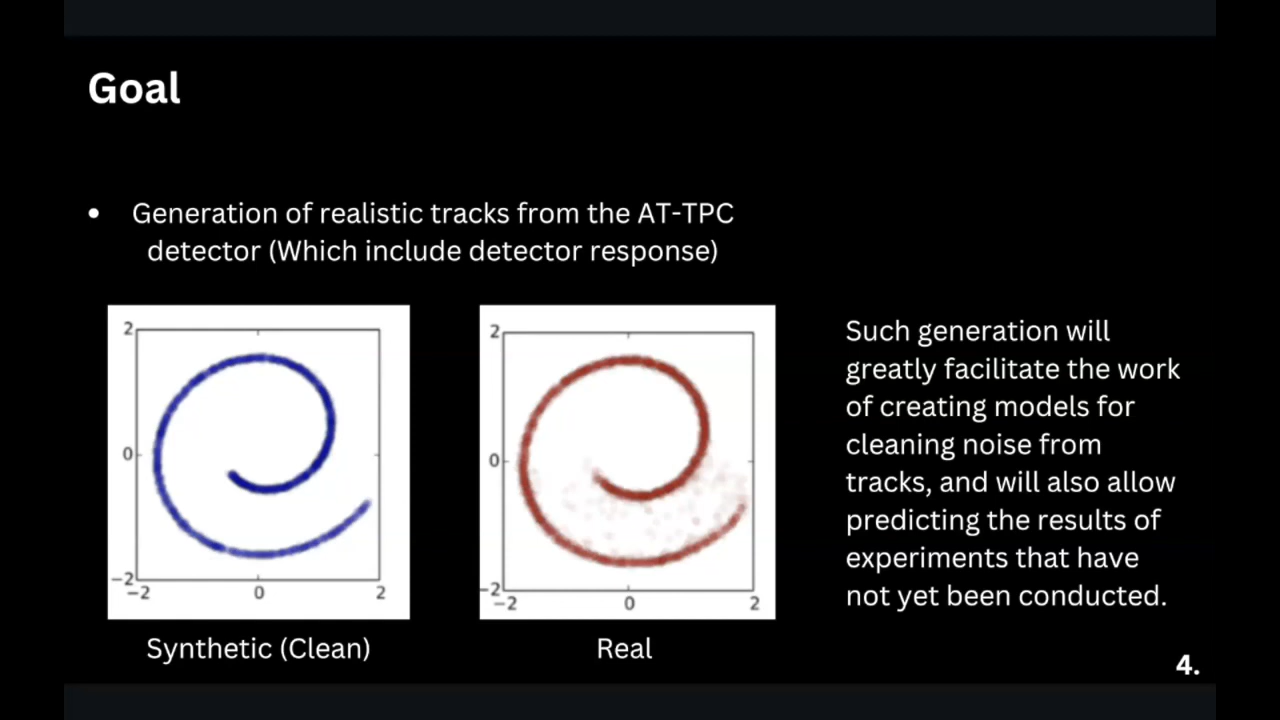 Goal
• Generation of realistic tracks from the AT-TPC
detector (Which include detector response)
2
0
−2
−2 0 2
Synthetic (Clean)
2
0
−2
−2 0 2
Real
Such generation will
greatly facilitate the work
of creating models for
cleaning noise from
tracks, and will also allow
predicting the results of
experiments that have
not yet been conducted.
4.